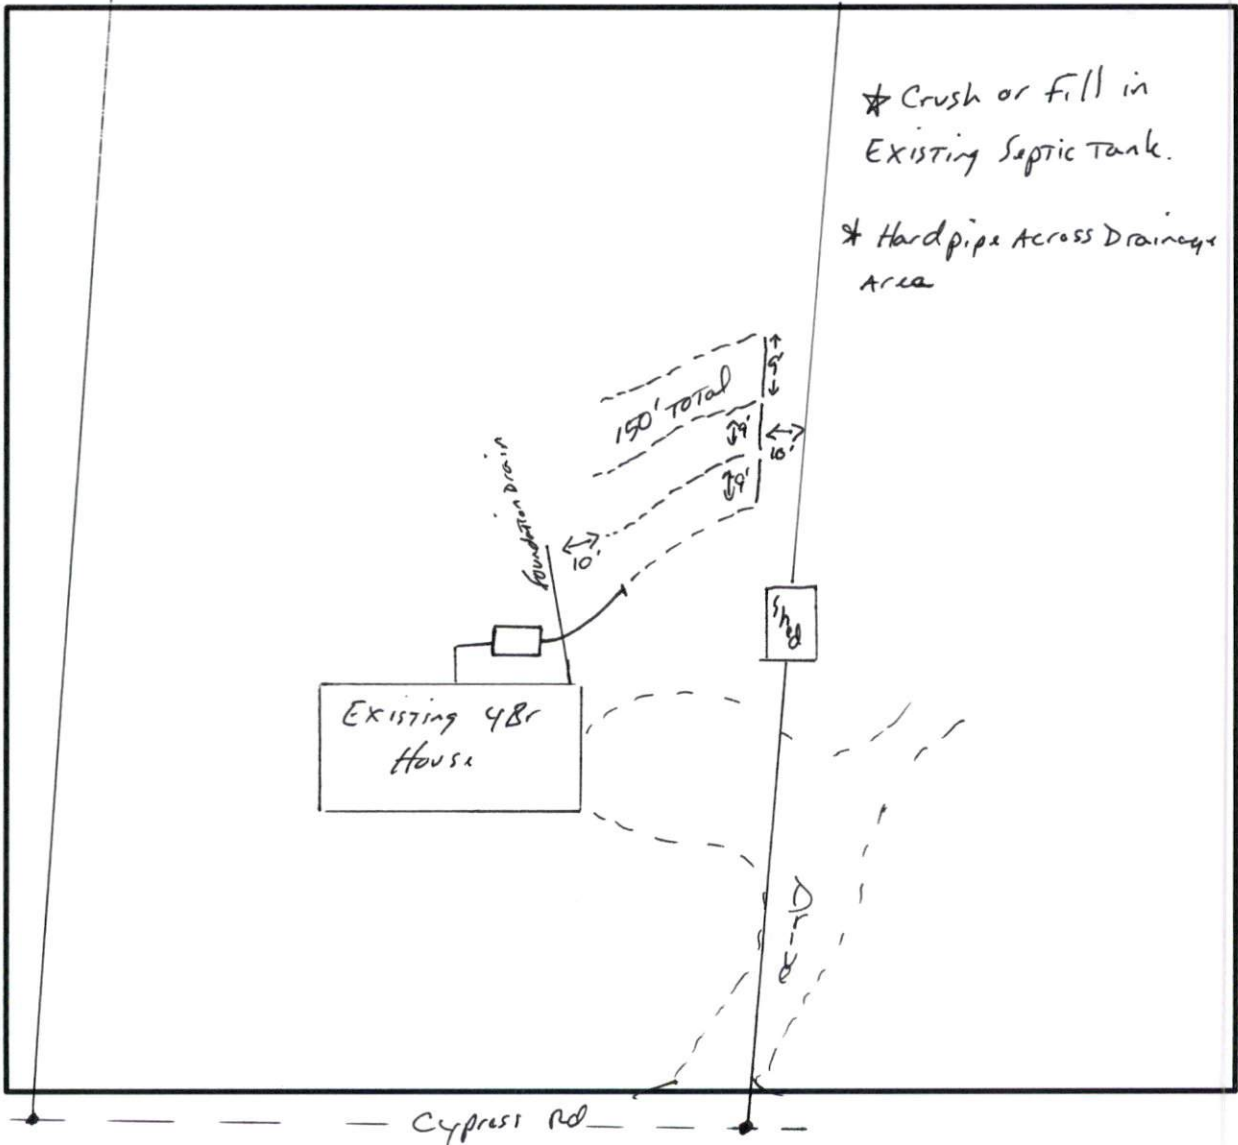 * Crush or Fill in
Existing Septic Tank.
* Hardpipe Across Drainage
Area
9'
150' Total
9'
10'
9'
Foundation Drain
10'
Shed
Existing 4Br
House
Drive
Cypress Rd